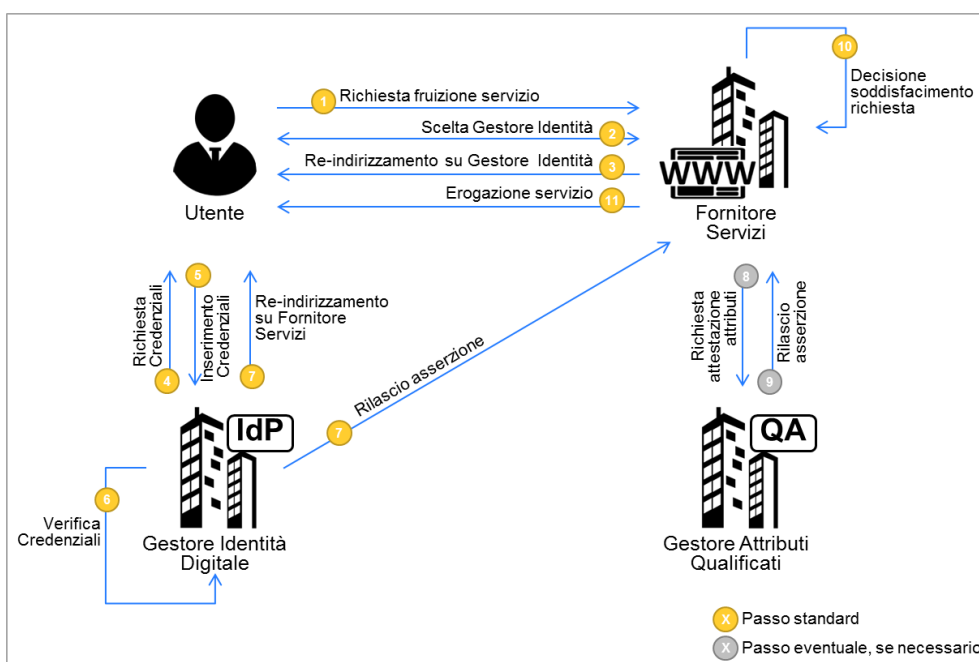 10
Decisione
soddisfacimento
richiesta
1
Richiesta fruizione servizio
Scelta Gestore Identità
2
Re-indirizzamento su Gestore Identità
3
Erogazione servizio
11
WWW
Utente
Fornitore
Servizi
Richiesta
Credenziali
4
5
Inserimento
Credenziali
Re-indirizzamento
su Fornitore
Servizi
7
Rilascio asserzione
7
Richiesta
attestazione
attributi
8
Rilascio
asserzione
9
IdP
QA
6
Verifica
Credenziali
Gestore Identità
Digitale
Gestore Attributi
Qualificati
X Passo standard
X Passo eventuale, se necessario